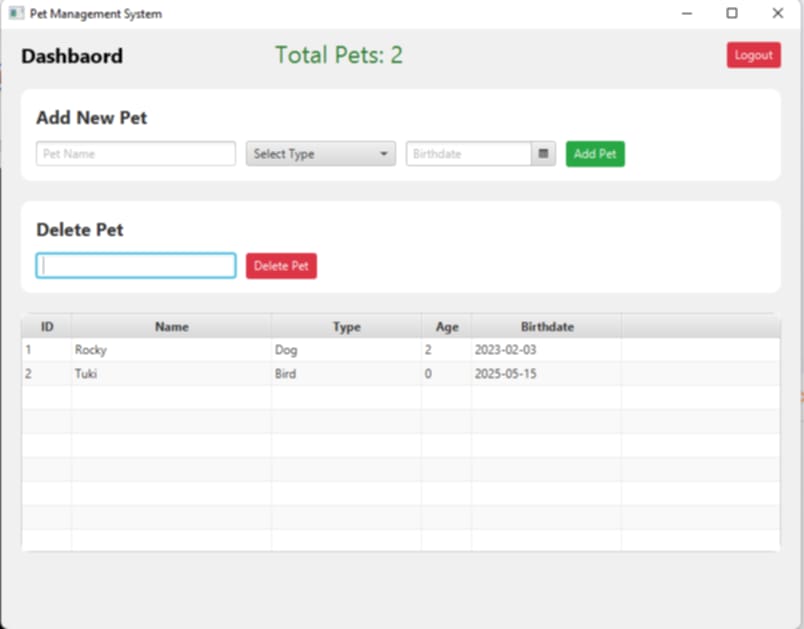 Pet Management System
Dashbaord Total Pets: 2 Logout
Add New Pet
Pet Name Select Type Birthdate Add Pet
Delete Pet
Delete Pet
ID Name Type Age Birthdate
1 Rocky Dog 2 2023-02-03
2 Tuki Bird 0 2025-05-15